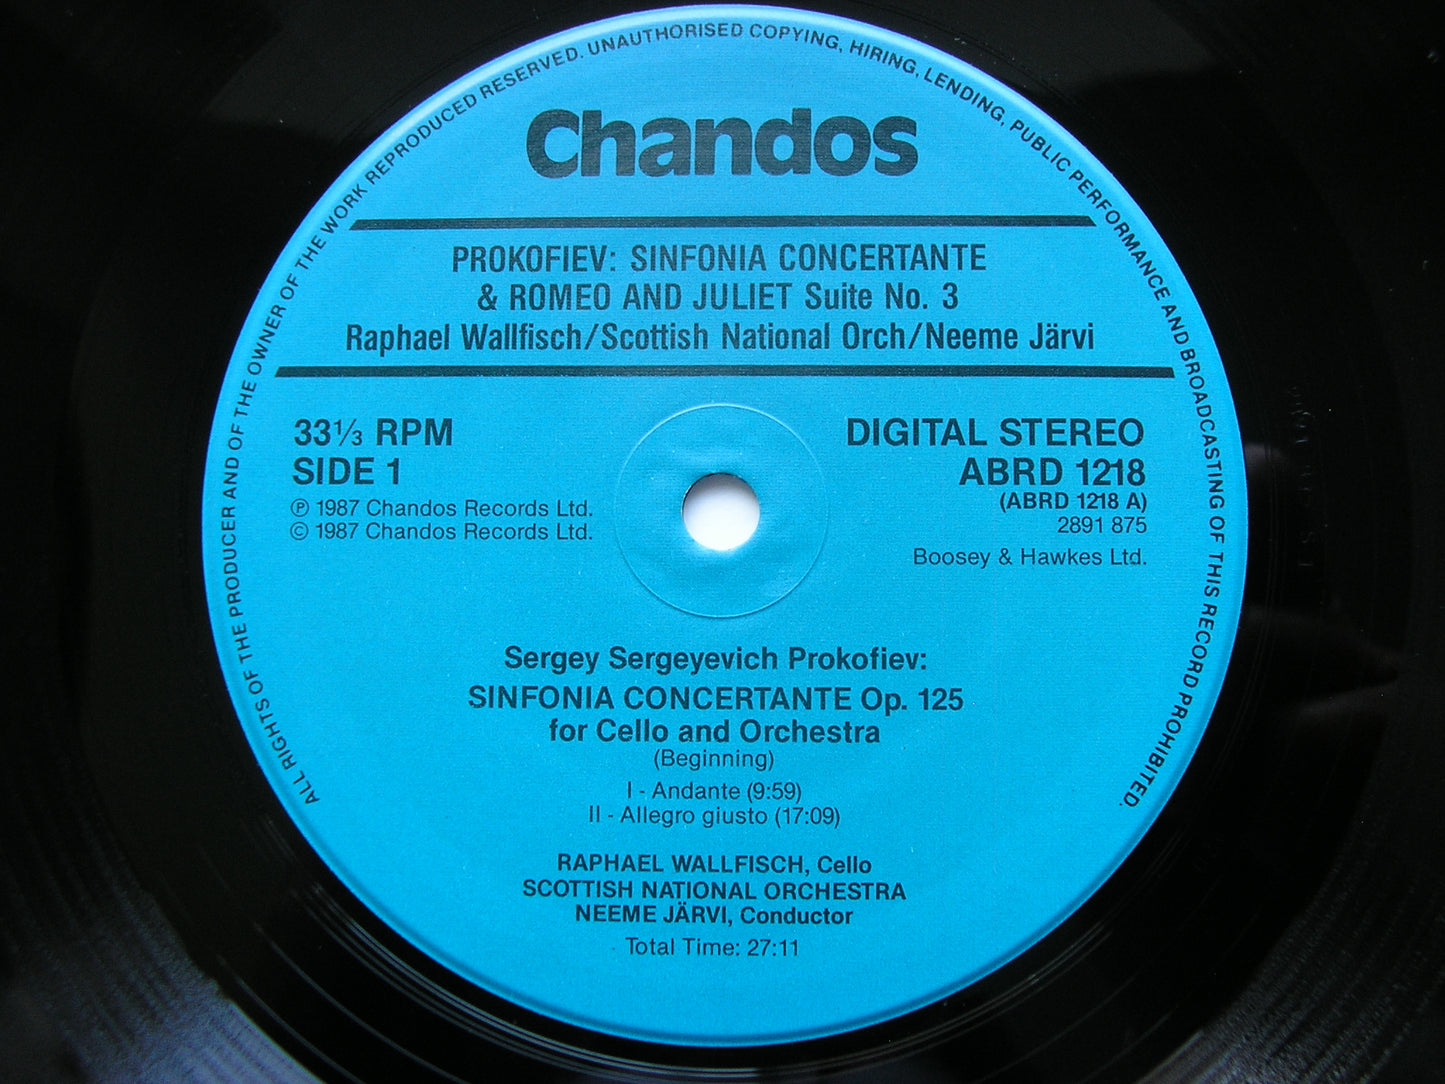 ALL RIGHTS OF THE PRODUCER AND OF THE OWNER OF THE WORK REPRODUCED RESERVED. UNAUTHORISED COPYING, HIRING, LENDING, PUBLIC PERFORMANCE AND BROADCASTING OF THIS RECORD PROHIBITED.
Chandos
PROKOFIEV: SINFONIA CONCERTANTE
& ROMEO AND JULIET Suite No. 3
Raphael Wallfisch/Scottish National Orch/Neeme Järvi
33⅓ RPM
SIDE 1
℗ 1987 Chandos Records Ltd.
© 1987 Chandos Records Ltd.
DIGITAL STEREO
ABRD 1218
(ABRD 1218 A)
2891 875
Boosey & Hawkes Ltd.
Sergey Sergeyevich Prokofiev:
SINFONIA CONCERTANTE Op. 125
for Cello and Orchestra
(Beginning)
I - Andante (9:59)
II - Allegro giusto (17:09)
RAPHAEL WALLFISCH, Cello
SCOTTISH NATIONAL ORCHESTRA
NEEME JÄRVI, Conductor
Total Time: 27:11